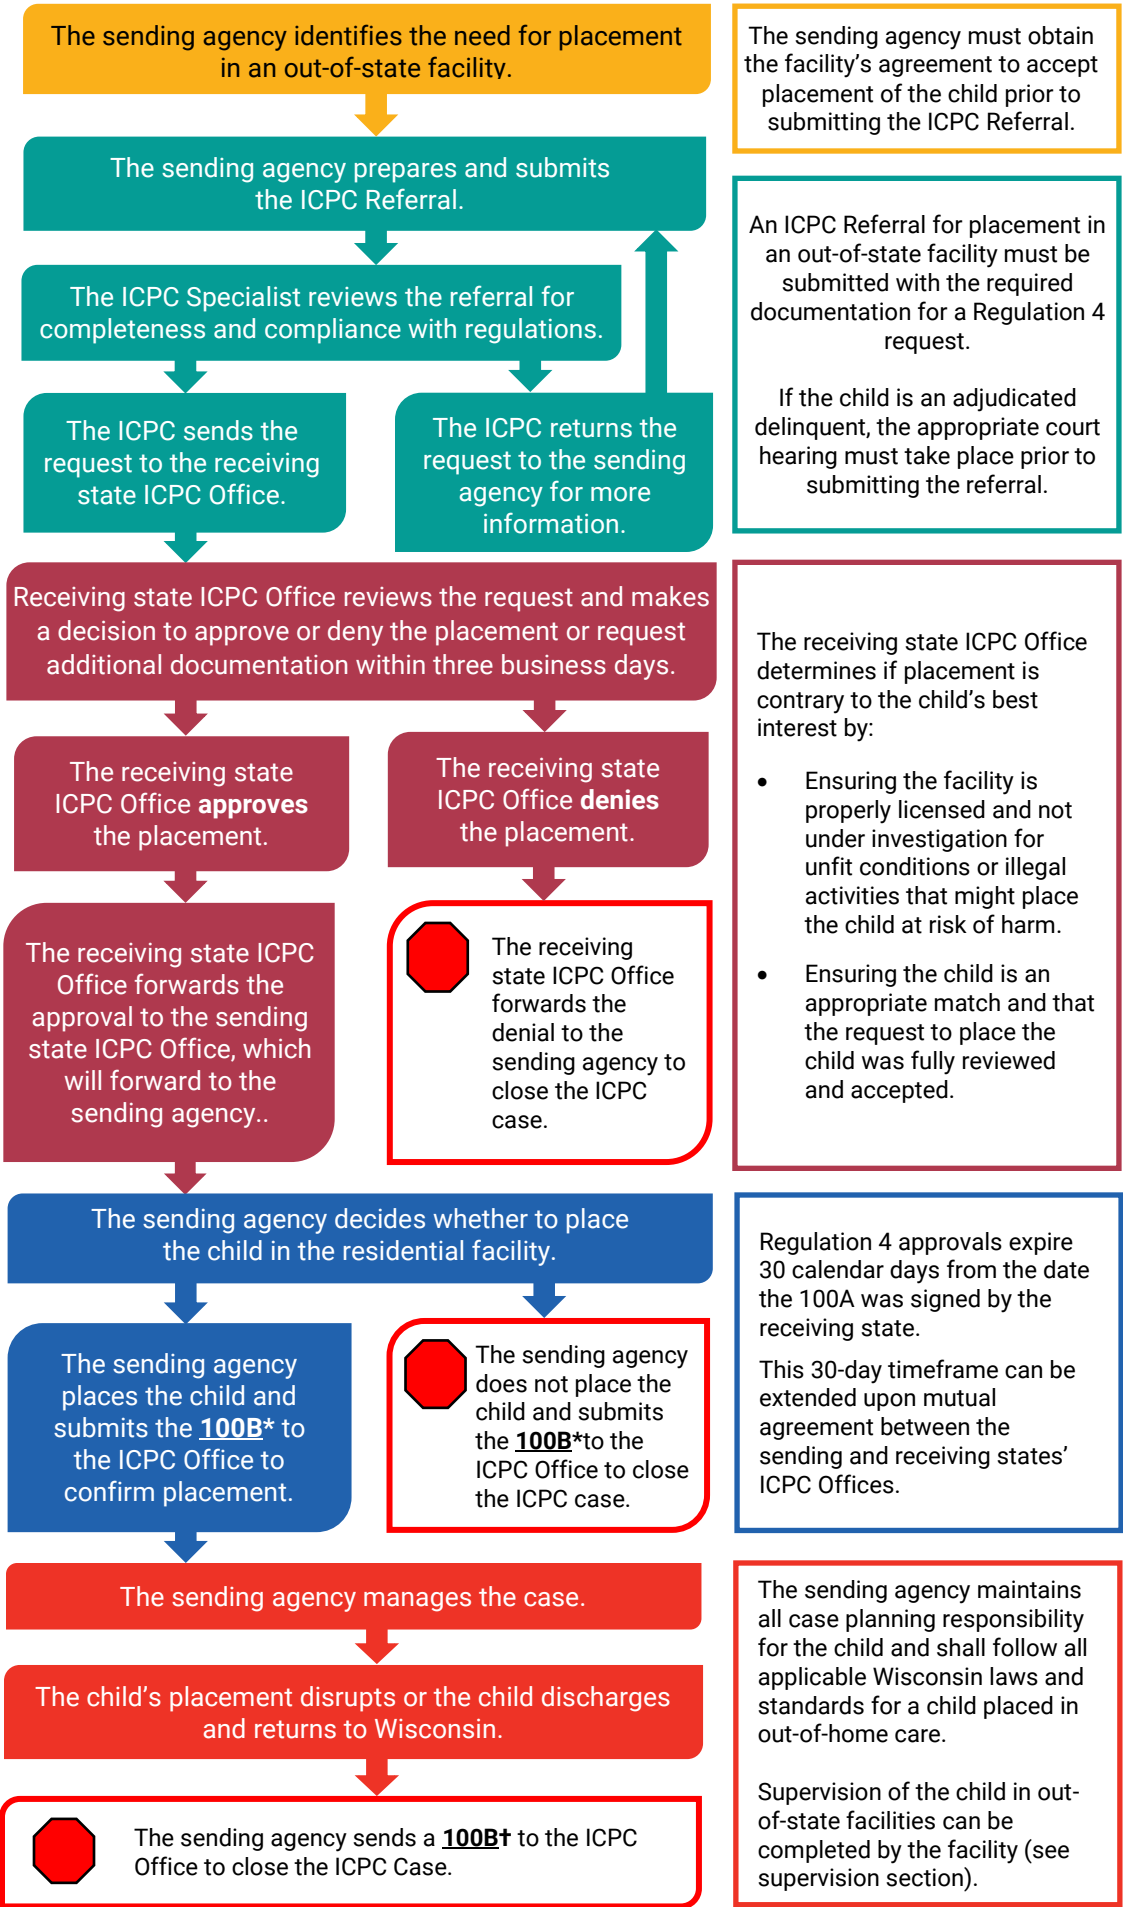 The sending agency identifies the need for placement
in an out-of-state facility.
The sending agency must obtain
the facility's agreement to accept
placement of the child prior to
submitting the ICPC Referral.
The sending agency prepares and submits
the ICPC Referral.
An ICPC Referral for placement in
an out-of-state facility must be
submitted with the required
documentation for a Regulation 4
request.
If the child is an adjudicated
delinquent, the appropriate court
hearing must take place prior to
submitting the referral.
The ICPC Specialist reviews the referral for
completeness and compliance with regulations.
The ICPC sends the
request to the receiving
state ICPC Office.
The ICPC returns the
request to the sending
agency for more
information.
Receiving state ICPC Office reviews the request and makes
a decision to approve or deny the placement or request
additional documentation within three business days.
The receiving state ICPC Office
determines if placement is
contrary to the child's best
interest by:
• Ensuring the facility is
properly licensed and not
under investigation for
unfit conditions or illegal
activities that might place
the child at risk of harm.
• Ensuring the child is an
appropriate match and that
the request to place the
child was fully reviewed
and accepted.
The receiving state
ICPC Office approves
the placement.
The receiving state
ICPC Office denies
the placement.
The receiving state ICPC
Office forwards the
approval to the sending
state ICPC Office, which
will forward to the
sending agency..
The receiving
state ICPC Office
forwards the
denial to the
sending agency to
close the ICPC
case.
The sending agency decides whether to place
the child in the residential facility.
Regulation 4 approvals expire
30 calendar days from the date
the 100A was signed by the
receiving state.
This 30-day timeframe can be
extended upon mutual
agreement between the
sending and receiving states'
ICPC Offices.
The sending agency
places the child and
submits the 100B* to
the ICPC Office to
confirm placement.
The sending agency
does not place the
child and submits
the 100B*to the
ICPC Office to close
the ICPC case.
The sending agency manages the case.
The sending agency maintains
all case planning responsibility
for the child and shall follow all
applicable Wisconsin laws and
standards for a child placed in
out-of-home care.
Supervision of the child in out-
of-state facilities can be
completed by the facility (see
supervision section).
The child's placement disrupts or the child discharges
and returns to Wisconsin.
The sending agency sends a 100B† to the ICPC
Office to close the ICPC Case.